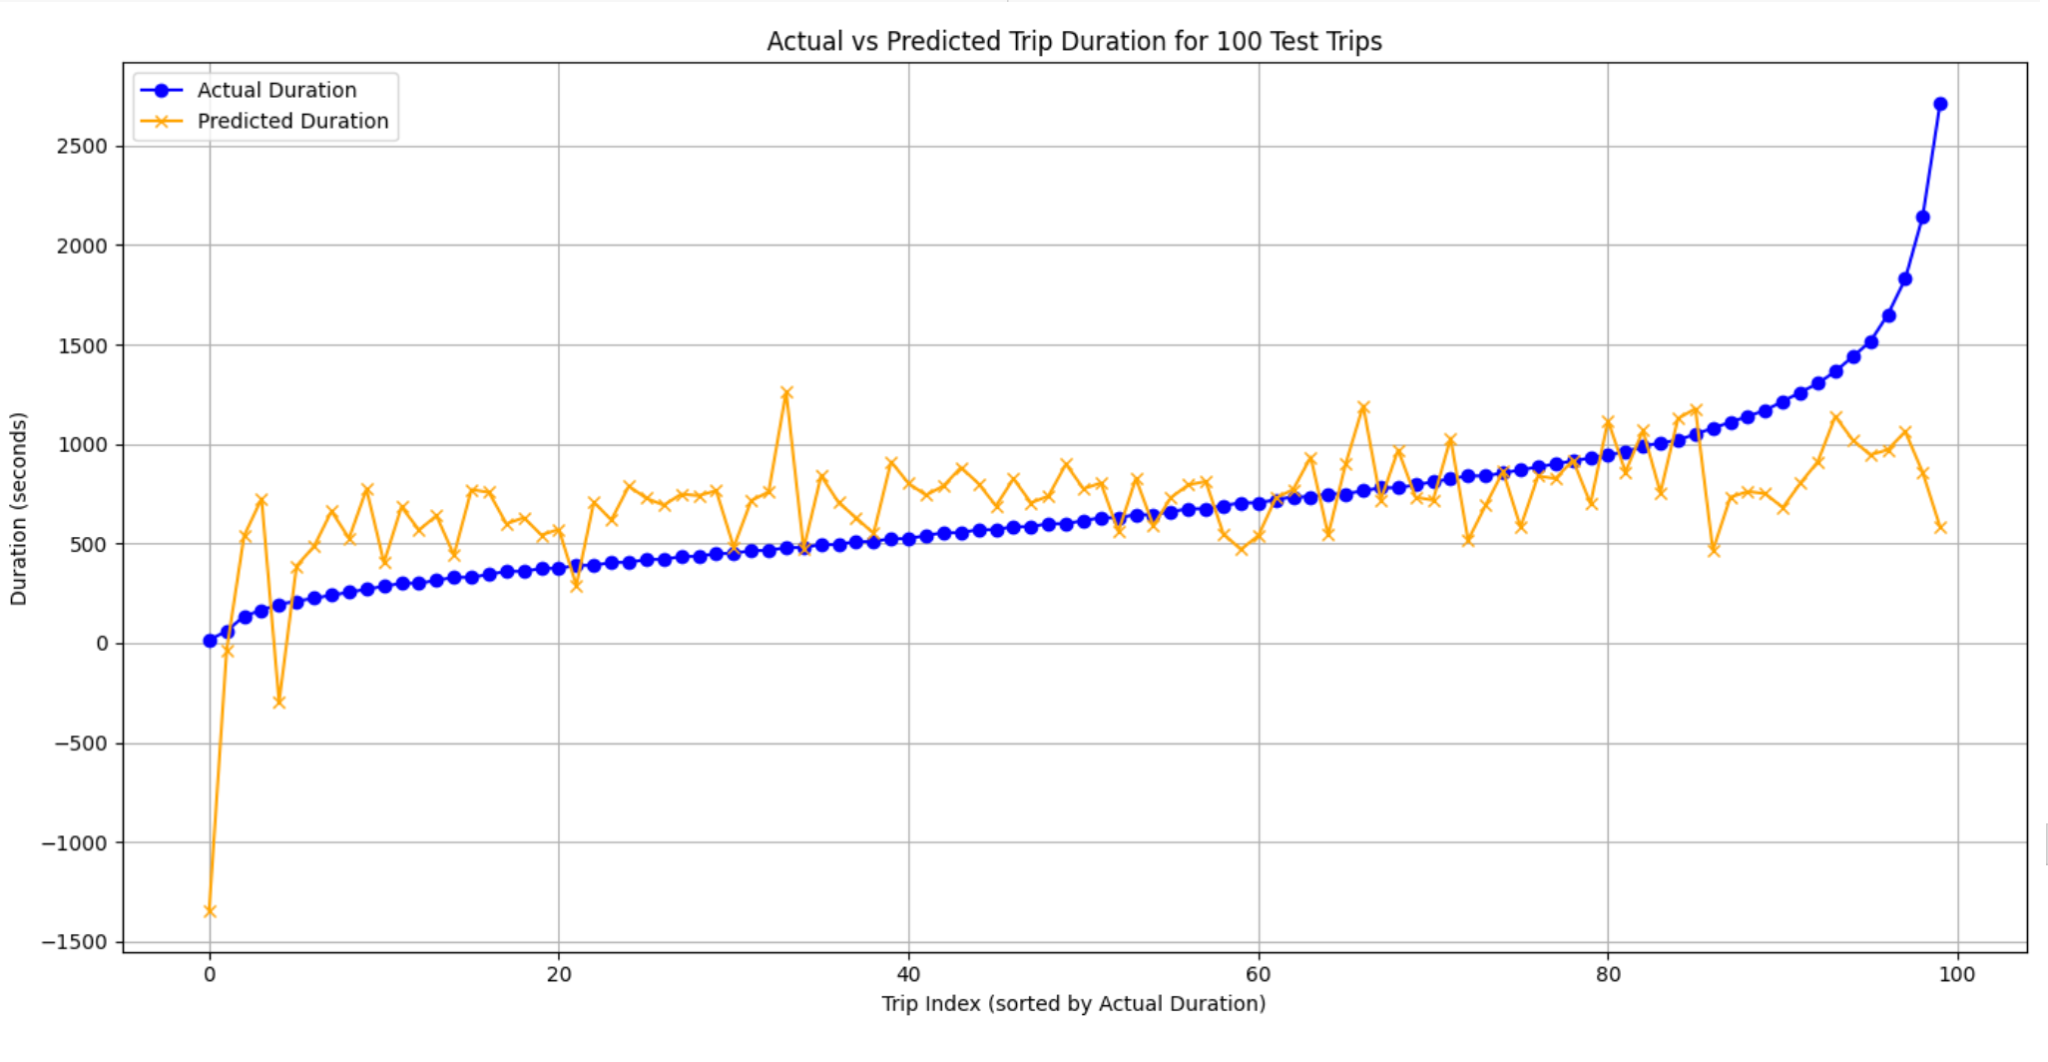 Actual vs Predicted Trip Duration for 100 Test Trips
Actual Duration
Predicted Duration
2500
2000
1500
1000
500
0
−500
−1000
−1500
Duration (seconds)
0 20 40 60 80 100
Trip Index (sorted by Actual Duration)